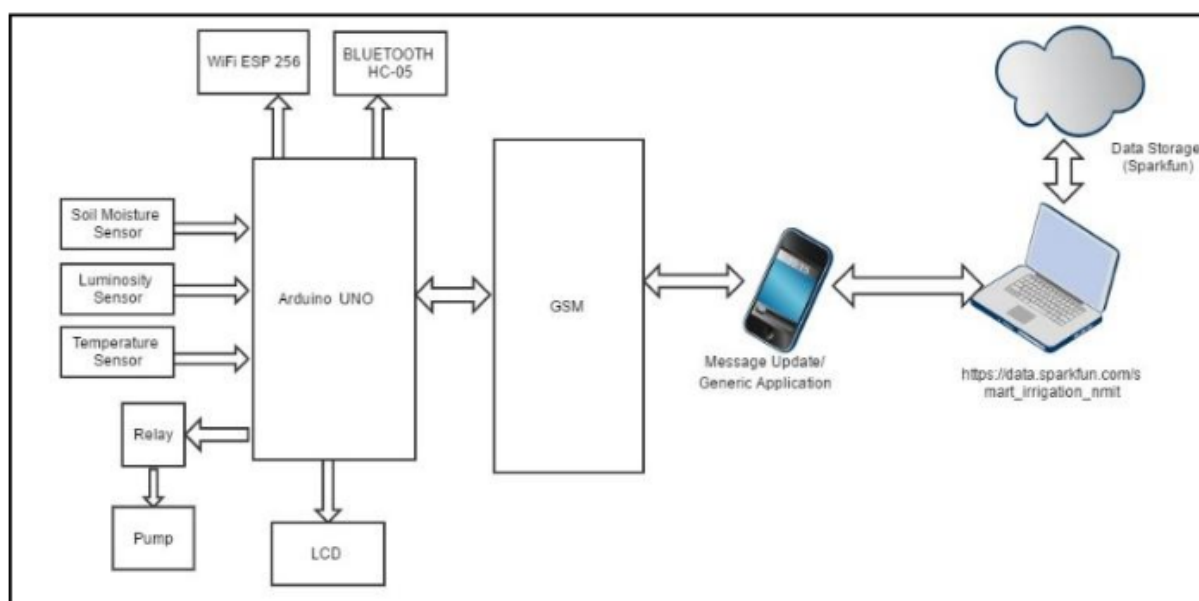 WiFi ESP 256
BLUETOOTH
HC-05
Data Storage
(Sparkfun)
Soil Moisture
Sensor
Luminosity
Sensor
Temperature
Sensor
Arduino UNO
GSM
Message Update/
Generic Application
https://data.sparkfun.com/s
mart_irrigation_nmit
Relay
Pump
LCD